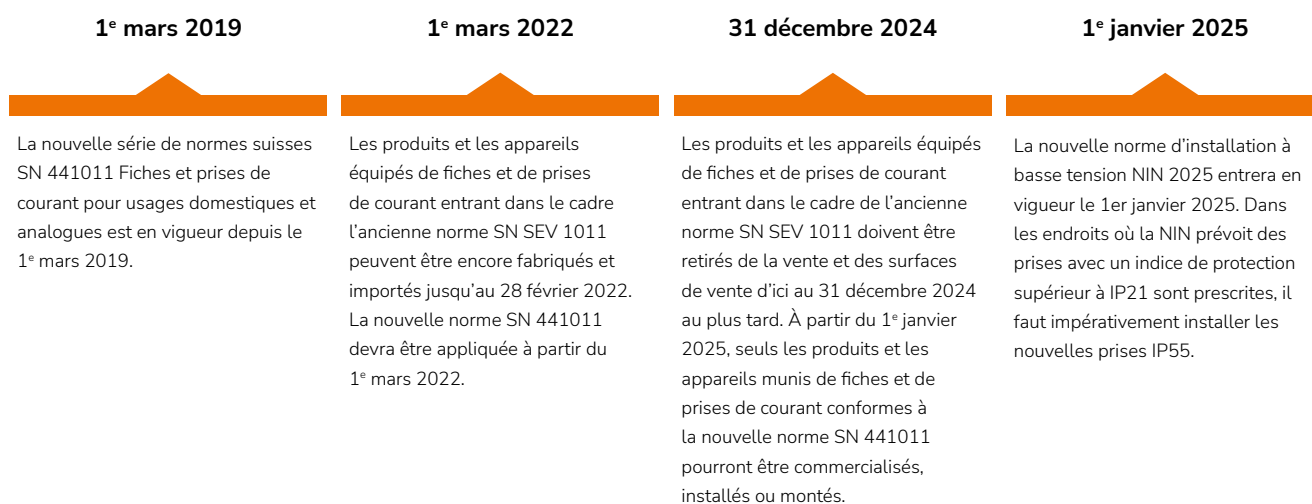 1e mars 2019
La nouvelle série de normes suisses
SN 441011 Fiches et prises de
courant pour usages domestiques et
analogues est en vigueur depuis le
1e mars 2019.
1e mars 2022
Les produits et les appareils
équipés de fiches et de prises
de courant entrant dans le cadre
l'ancienne norme SN SEV 1011
peuvent être encore fabriqués et
importés jusqu'au 28 février 2022.
La nouvelle norme SN 441011
devra être appliquée à partir du
1e mars 2022.
31 décembre 2024
Les produits et les appareils équipés
de fiches et de prises de courant
entrant dans le cadre de l'ancienne
norme SN SEV 1011 doivent être
retirés de la vente et des surfaces
de vente d'ici au 31 décembre 2024
au plus tard. À partir du 1e janvier
2025, seuls les produits et les
appareils munis de fiches et de
prises de courant conformes à
la nouvelle norme SN 441011
pourront être commercialisés,
installés ou montés.
1e janvier 2025
La nouvelle norme d'installation à
basse tension NIN 2025 entrera en
vigueur le 1er janvier 2025. Dans
les endroits où la NIN prévoit des
prises avec un indice de protection
supérieur à IP21 sont prescrites, il
faut impérativement installer les
nouvelles prises IP55.